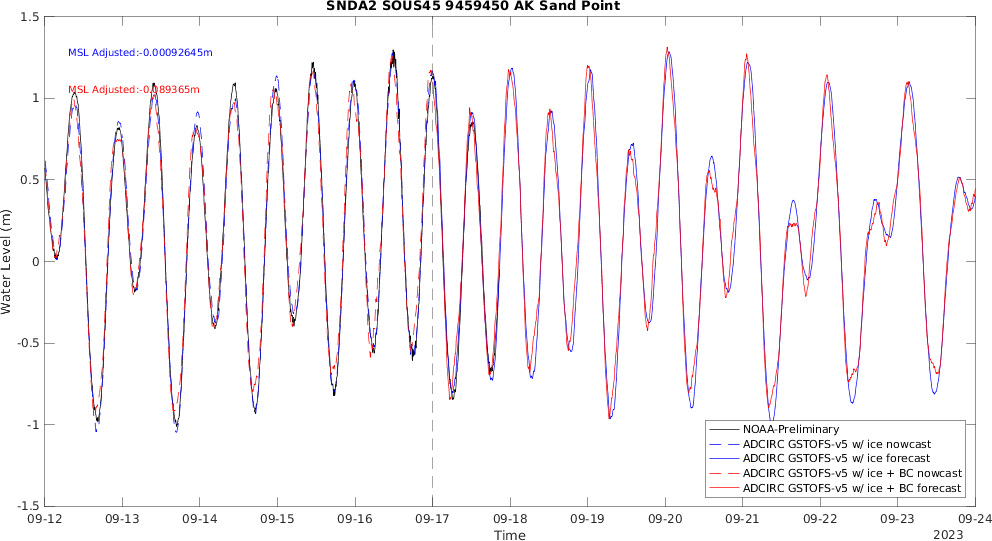 SNDA2 SOUS45 9459450 AK Sand Point
1.5
MSL Adjusted:-0.00092645m
MSL Adjusted:-0.089365m
1
0.5
0
-0.5
-1
-1.5
Water Level (m)
NOAA-Preliminary
ADCIRC GSTOFS-v5 w/ ice nowcast
ADCIRC GSTOFS-v5 w/ ice forecast
ADCIRC GSTOFS-v5 w/ ice + BC nowcast
ADCIRC GSTOFS-v5 w/ ice + BC forecast
09-12 09-13 09-14 09-15 09-16 09-17 09-18 09-19 09-20 09-21 09-22 09-23 09-24
Time
2023